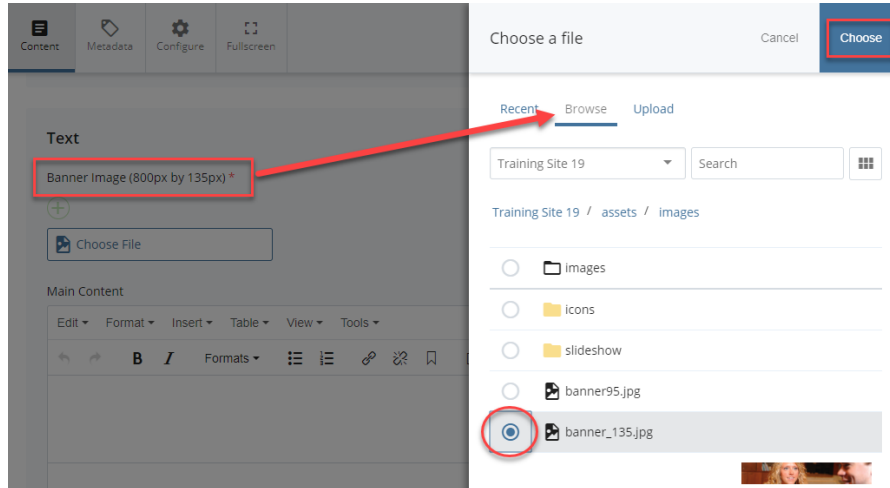 Content
Metadata
Configure
Fullscreen
Text
Banner Image (800px by 135px) *
Choose File
Main Content
Edit Format Insert Table View Tools
B I Formats
Choose a file
Cancel
Choose
Recent Browse Upload
Training Site 19
Search
Training Site 19 / assets / images
images
icons
slideshow
banner95.jpg
banner_135.jpg